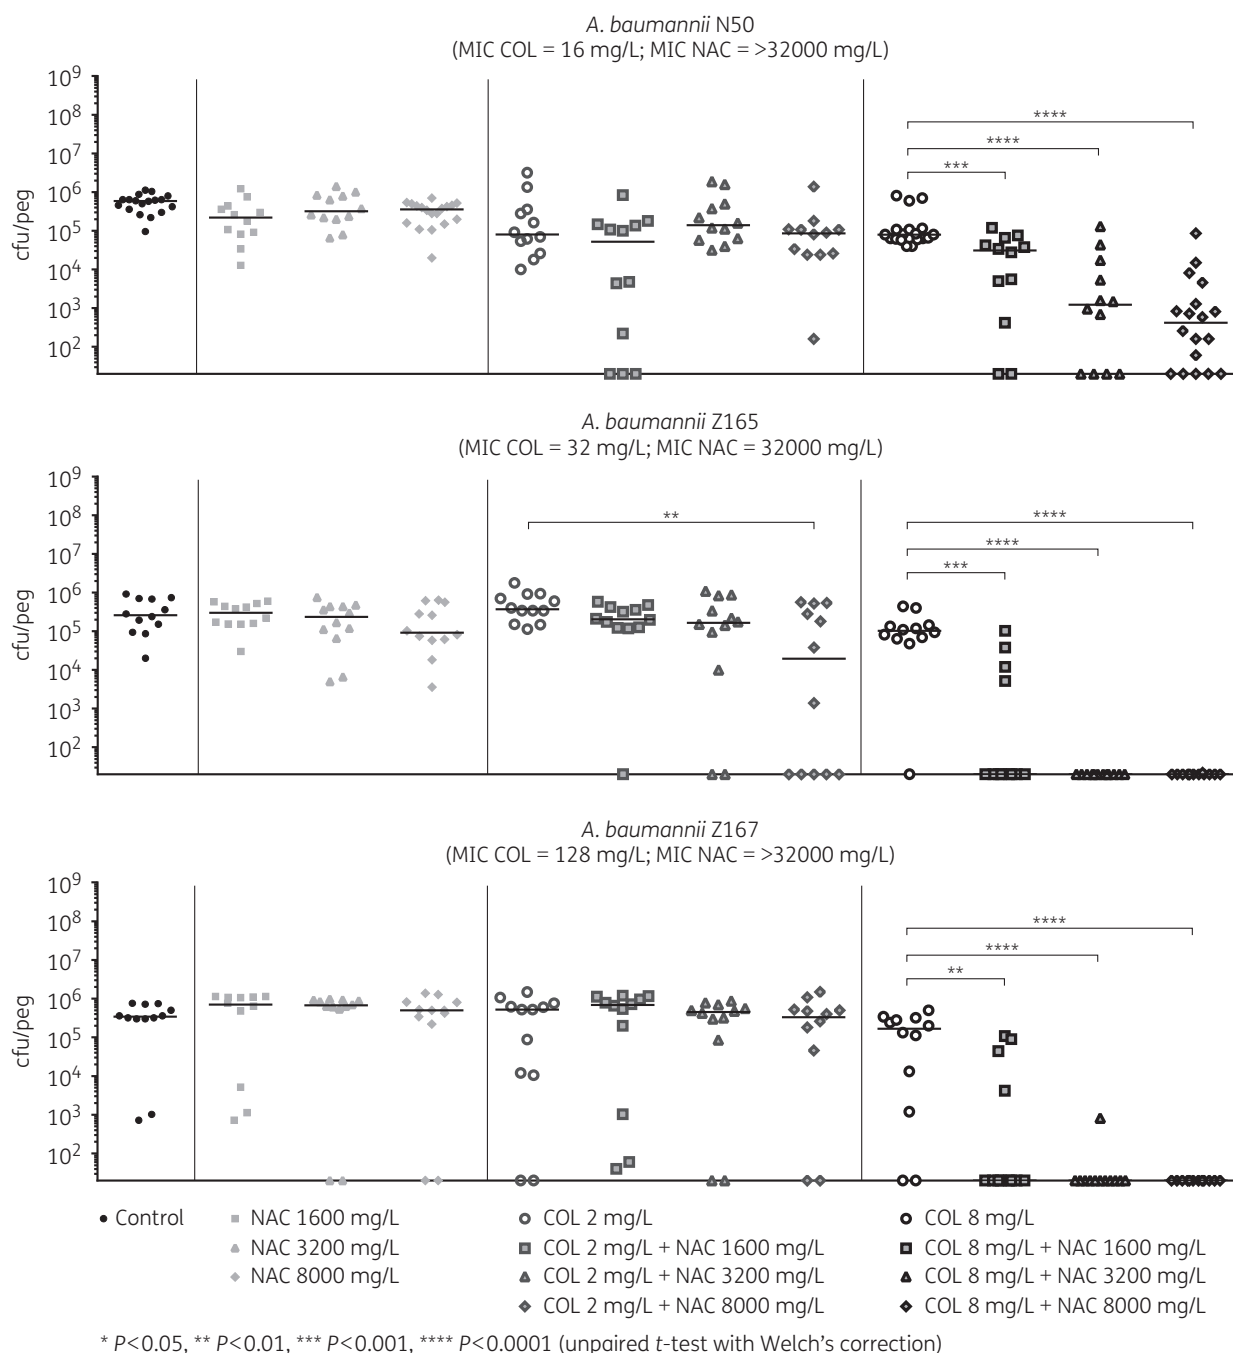 A. baumannii N50
(MIC COL = 16 mg/L; MIC NAC = >32000 mg/L)
10⁹
10⁸
10⁷
10⁶
10⁵
10⁴
10³
10²
cfu/peg
****
****
***
A. baumannii Z165
(MIC COL = 32 mg/L; MIC NAC = 32000 mg/L)
10⁹
10⁸
10⁷
10⁶
10⁵
10⁴
10³
10²
cfu/peg
**
****
****
***
A. baumannii Z167
(MIC COL = 128 mg/L; MIC NAC = >32000 mg/L)
10⁹
10⁸
10⁷
10⁶
10⁵
10⁴
10³
10²
cfu/peg
****
****
**
Control
NAC 1600 mg/L
NAC 3200 mg/L
NAC 8000 mg/L
COL 2 mg/L
COL 2 mg/L + NAC 1600 mg/L
COL 2 mg/L + NAC 3200 mg/L
COL 2 mg/L + NAC 8000 mg/L
COL 8 mg/L
COL 8 mg/L + NAC 1600 mg/L
COL 8 mg/L + NAC 3200 mg/L
COL 8 mg/L + NAC 8000 mg/L
* P<0.05, ** P<0.01, *** P<0.001, **** P<0.0001 (unpaired t-test with Welch's correction)